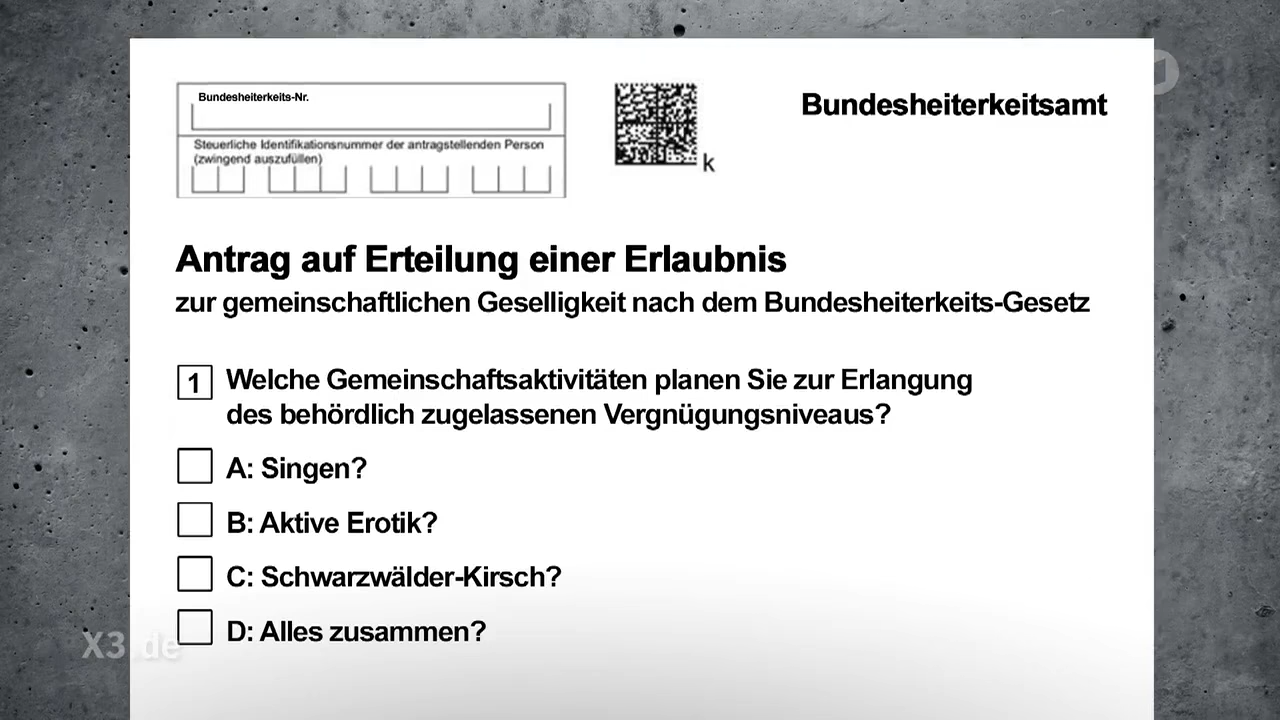 Bundesheiterkeits-Nr.
Steuerliche Identifikationsnummer der antragstellenden Person
(zwingend auszufüllen)
k
Bundesheiterkeitsamt
Antrag auf Erteilung einer Erlaubnis
zur gemeinschaftlichen Geselligkeit nach dem Bundesheiterkeits-Gesetz
1 Welche Gemeinschaftsaktivitäten planen Sie zur Erlangung
des behördlich zugelassenen Vergnügungsniveaus?
A: Singen?
B: Aktive Erotik?
C: Schwarzwälder-Kirsch?
D: Alles zusammen?
X3.de